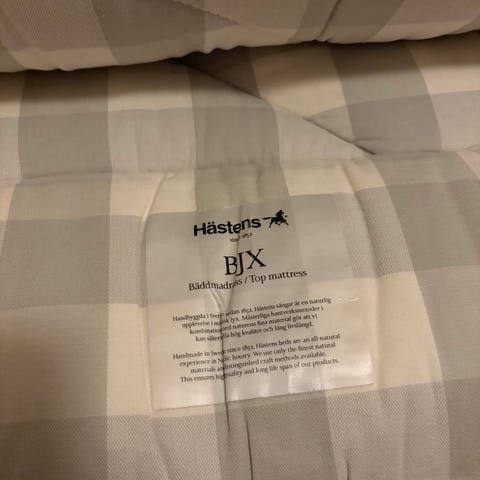 Hästens
Since 1852
BJX
Bäddmadrass / Top mattress
Handbyggda i Sverige sedan 1852, Hästens sängar är en naturlig
upplevelse i nordisk lyx. Mästerliga hantverksmetoder i
kombination med naturens fina material gör att vi
kan säkerställa hög kvalitet och lång livslängd.
Handmade in Sweden since 1852, Hästens beds are an all-natural
experience in Nordic luxury. We use only the finest natural
materials and distinguished craft methods available.
This ensures high quality and long life span of our products.